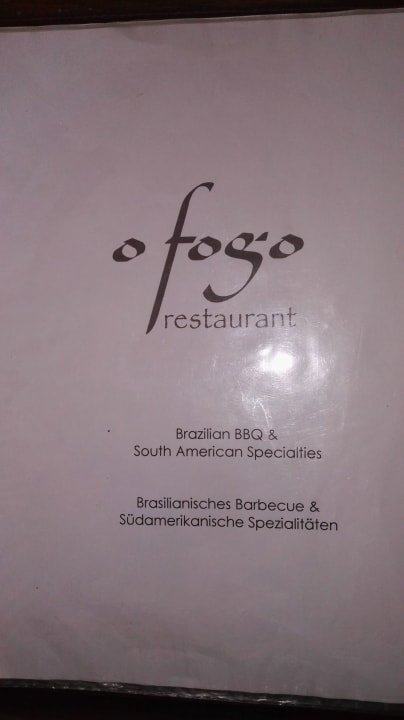 o fogo
restaurant
Brazilian BBQ &
South American Specialties
Brasilianisches Barbecue &
Südamerikanische Spezialitäten